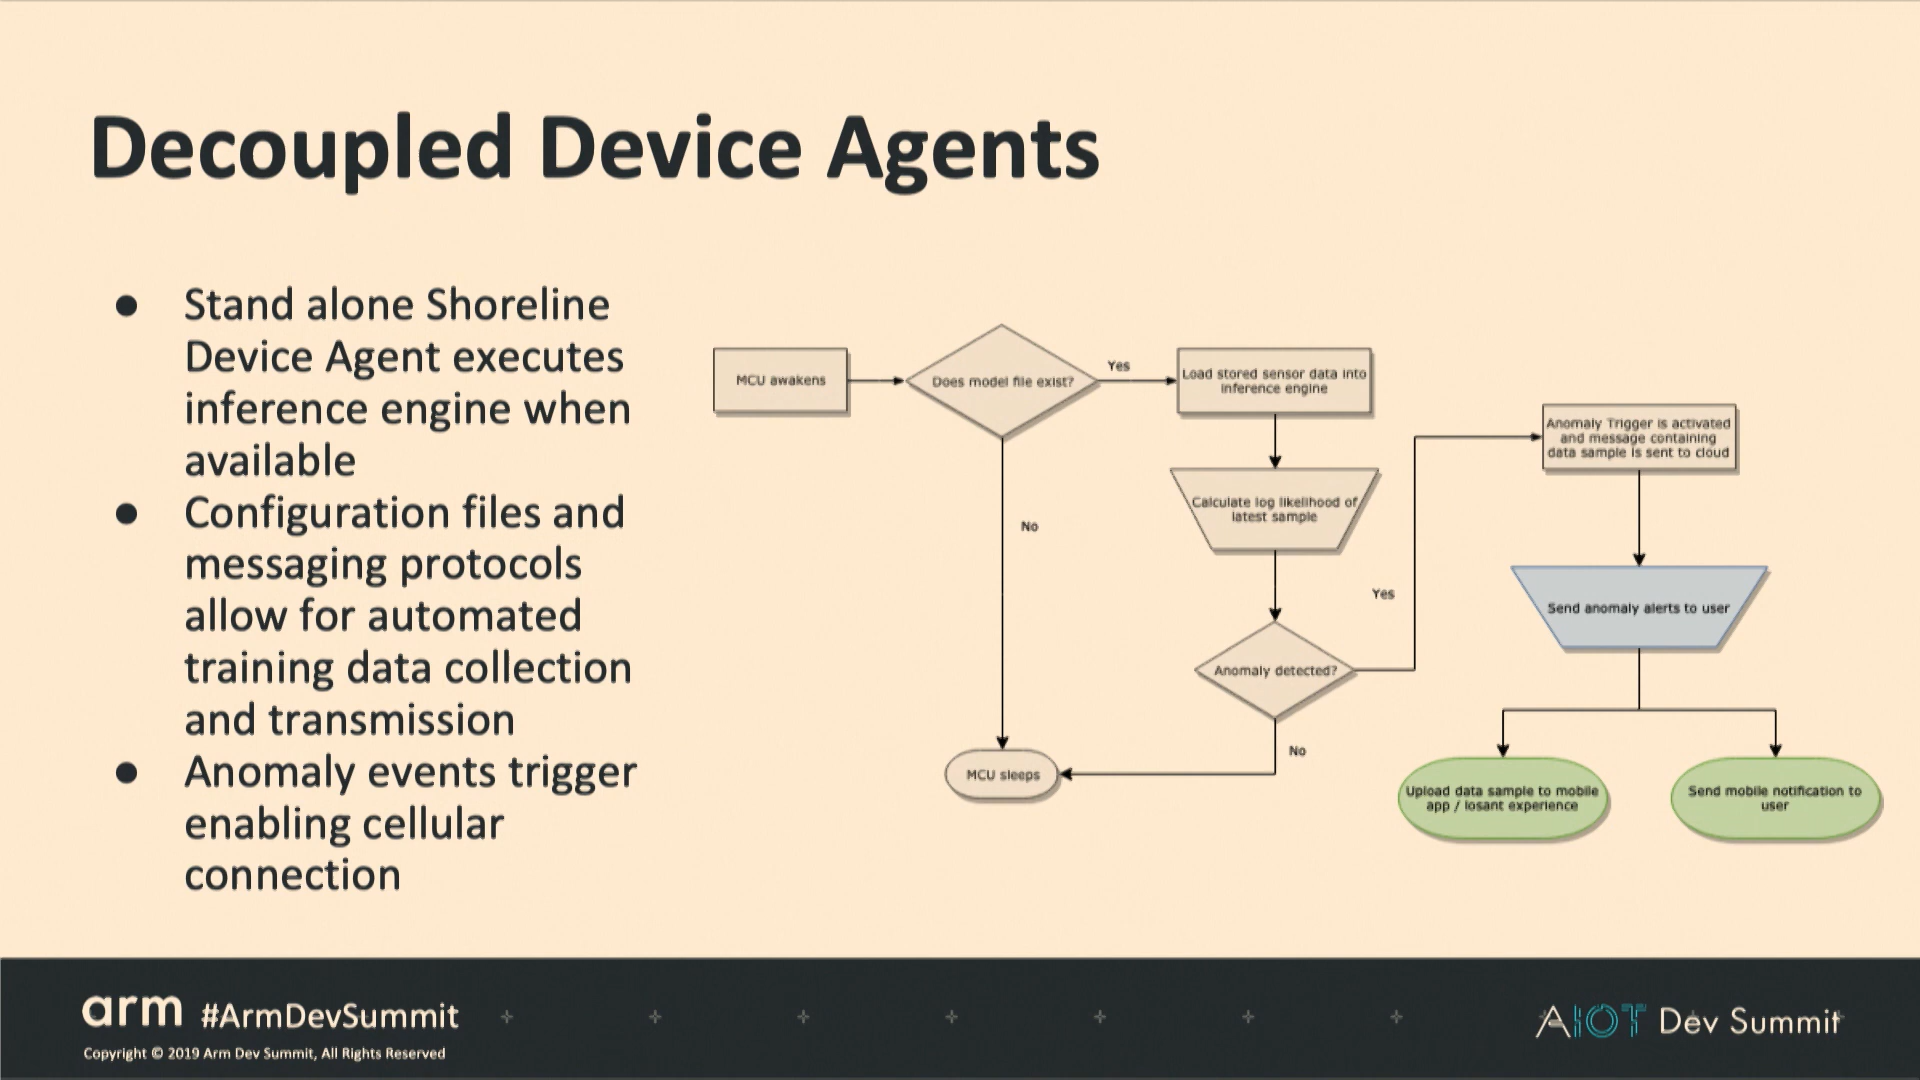 Decoupled Device Agents
● Stand alone Shoreline
Device Agent executes
inference engine when
available
● Configuration files and
messaging protocols
allow for automated
training data collection
and transmission
● Anomaly events trigger
enabling cellular
connection
MCU awakens
Does model file exist?
Yes
Load stored sensor data into
inference engine
No
Calculate log likelihood of
latest sample
Anomaly detected?
Yes
No
MCU sleeps
Anomaly Trigger is activated
and message containing
data sample is sent to cloud
Send anomaly alerts to user
Upload data sample to mobile
app / losant experience
Send mobile notification to
user
arm #ArmDevSummit
Copyright © 2019 Arm Dev Summit, All Rights Reserved
AIOT Dev Summit